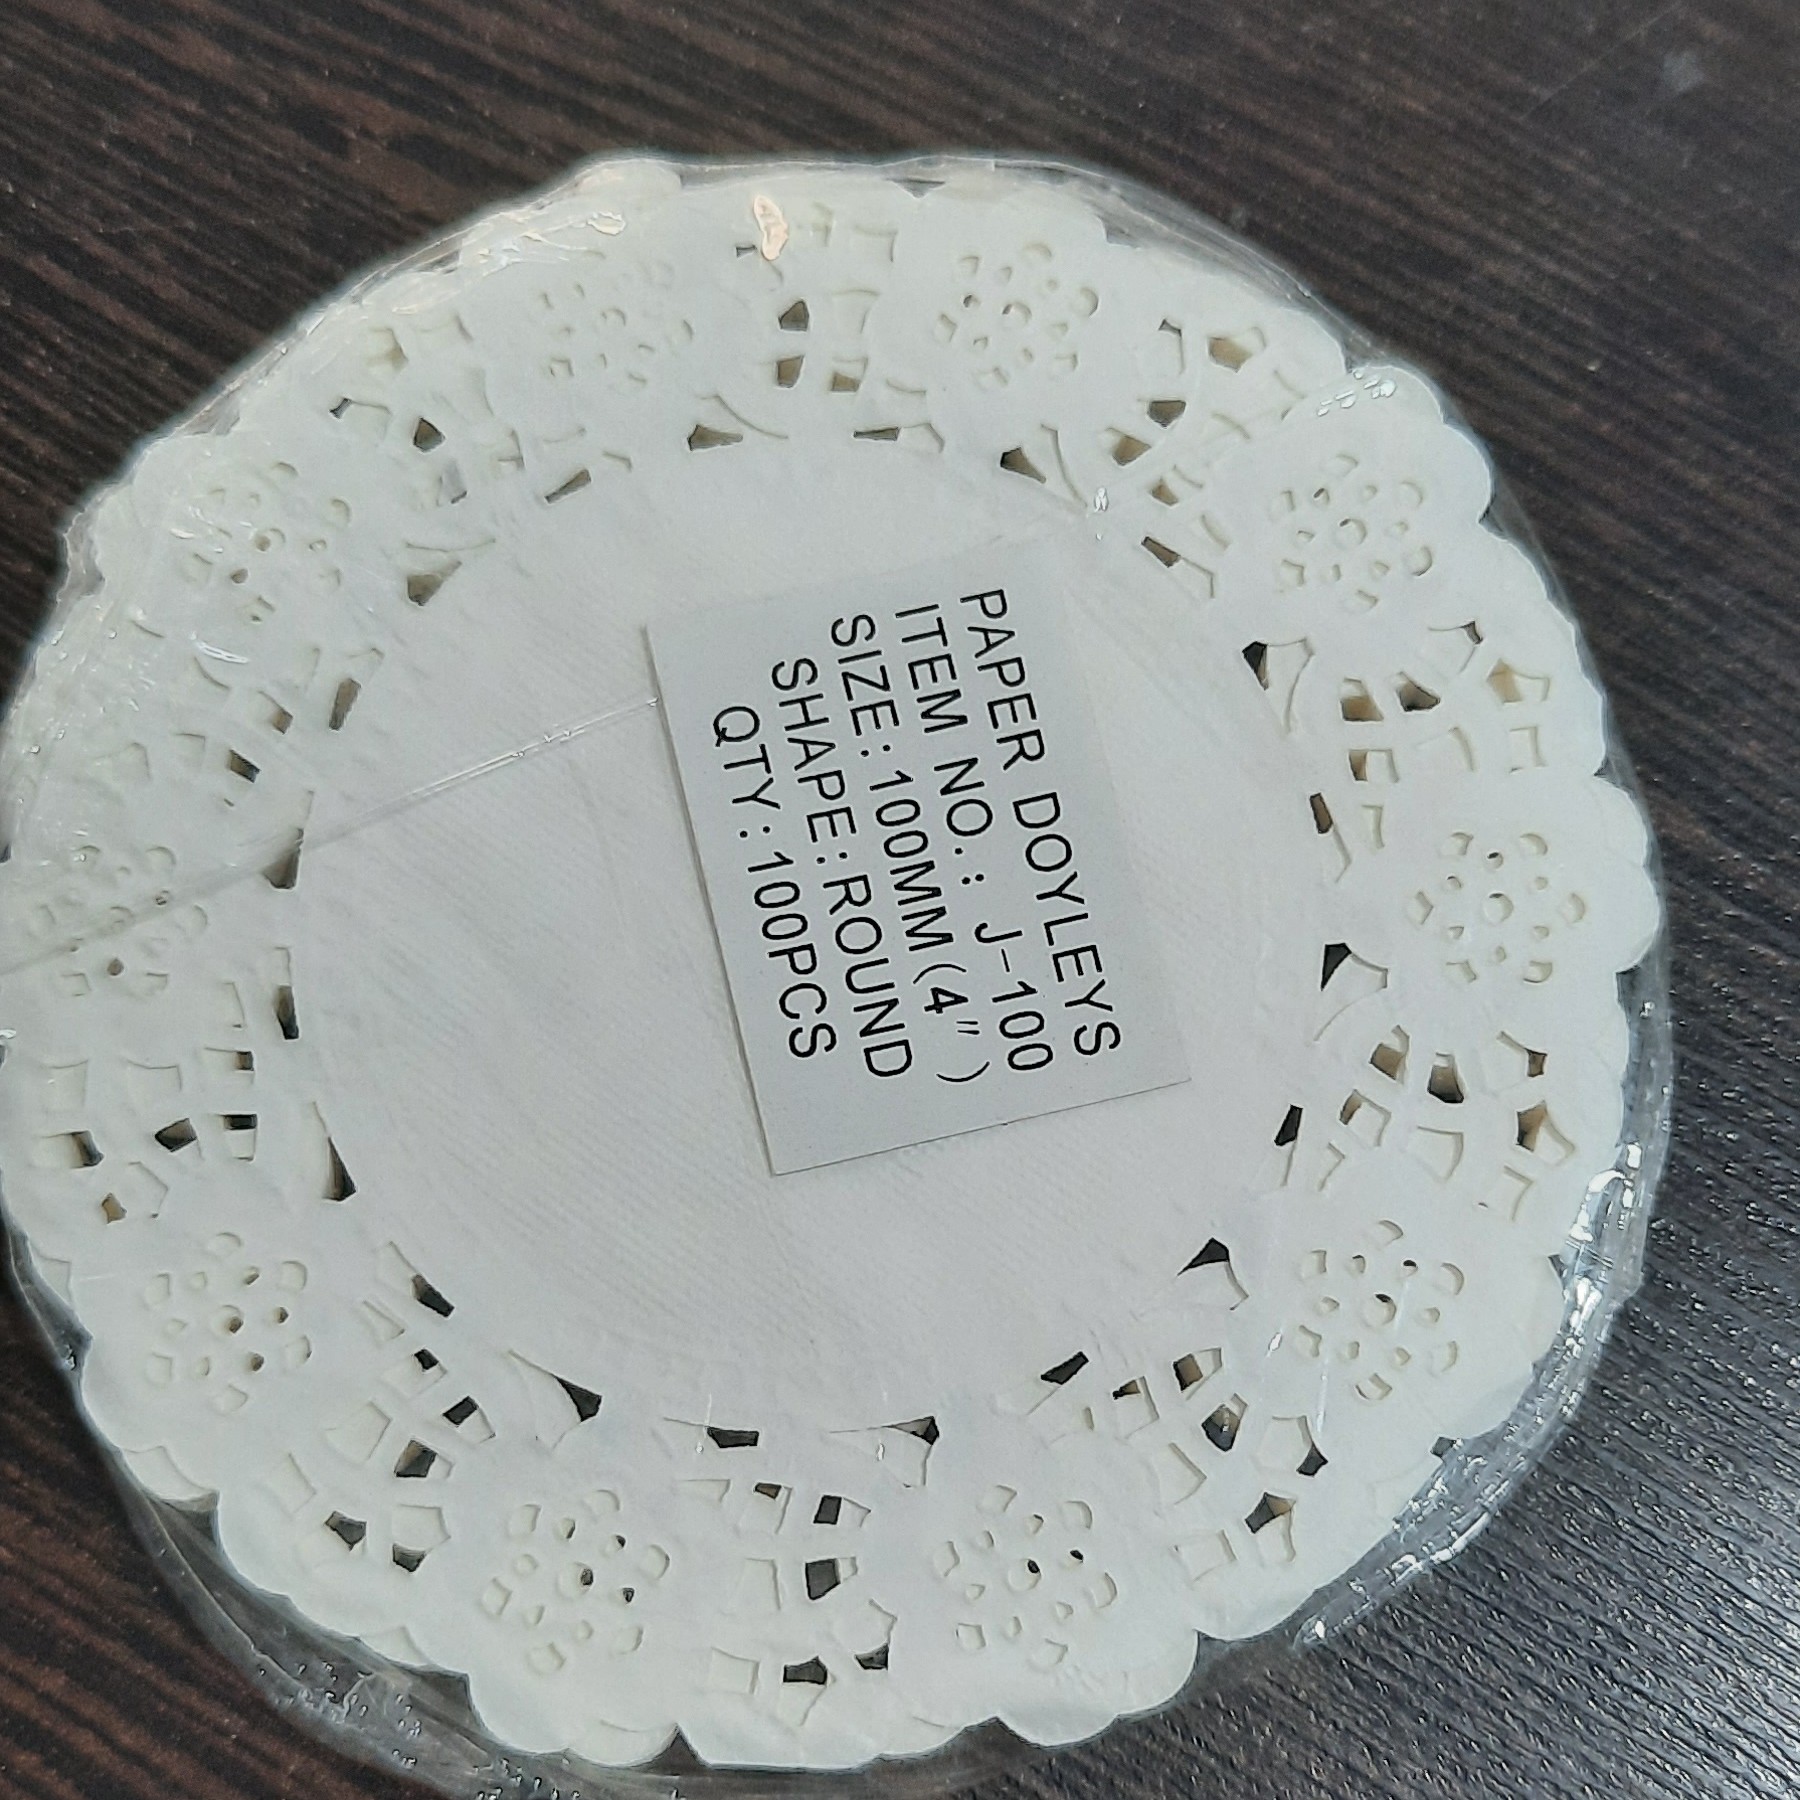 PAPER DOYLEYS
ITEM NO.: J-100
SIZE:100MM(4")
SHAPE:ROUND
QTY:100PCS